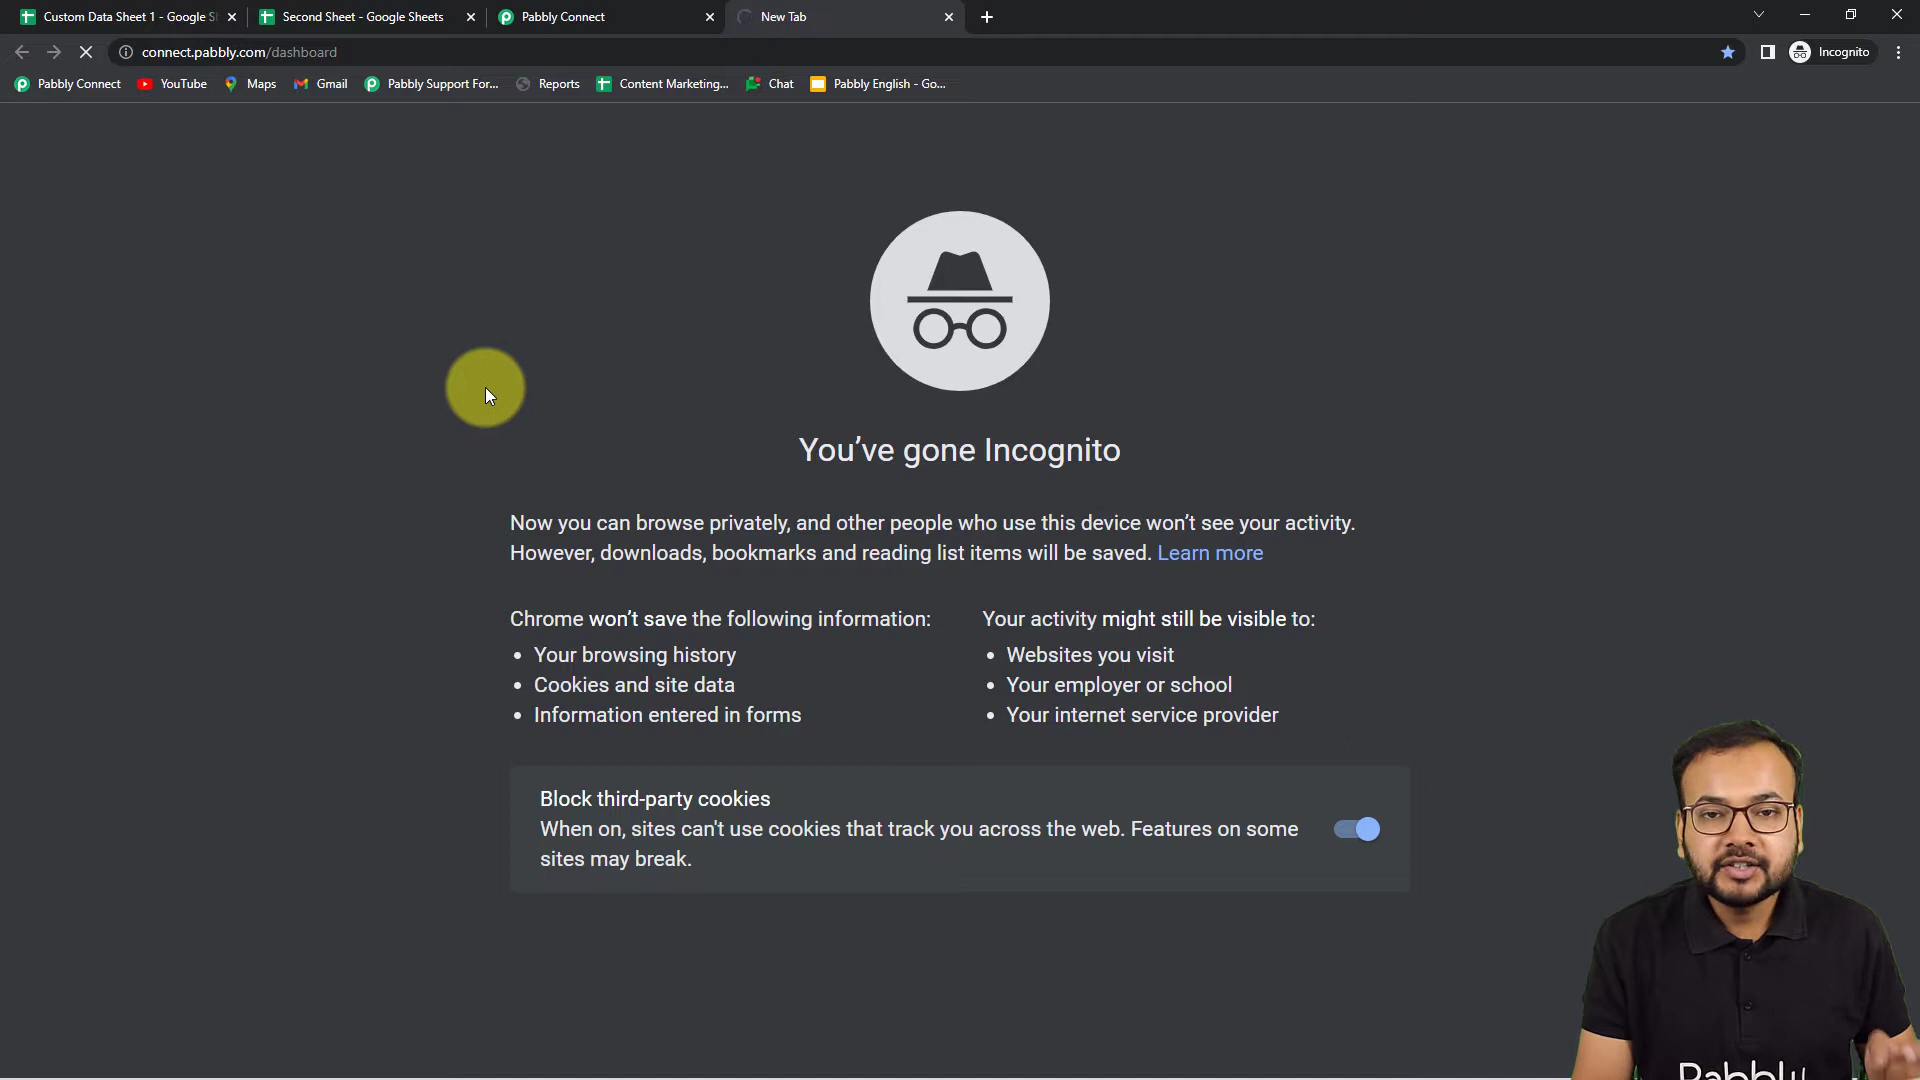 Custom Data Sheet 1 - Google S
Second Sheet - Google Sheets
Pabbly Connect
New Tab
connect.pabbly.com/dashboard
Incognito
Pabbly Connect
YouTube
Maps
Gmail
Pabbly Support For...
Reports
Content Marketing...
Chat
Pabbly English - Go...
You've gone Incognito
Now you can browse privately, and other people who use this device won't see your activity.
However, downloads, bookmarks and reading list items will be saved. Learn more
Chrome won't save the following information:
• Your browsing history
• Cookies and site data
• Information entered in forms
Your activity might still be visible to:
• Websites you visit
• Your employer or school
• Your internet service provider
Block third-party cookies
When on, sites can't use cookies that track you across the web. Features on some
sites may break.
Pabbly